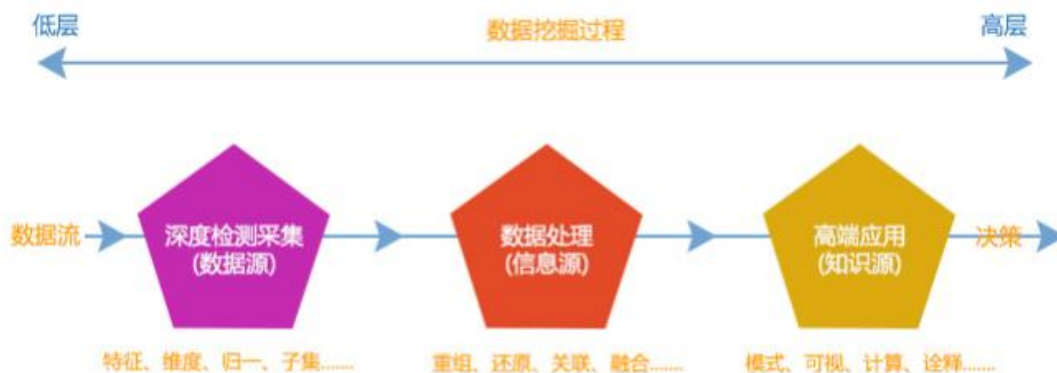 低层
数据挖掘过程
高层
数据流
深度检测采集
(数据源)
数据处理
(信息源)
高端应用
(知识源)
决策
特征、维度、归一、子集.......
重组、还原、关联、融合.......
模式、可视、计算、诠释.......